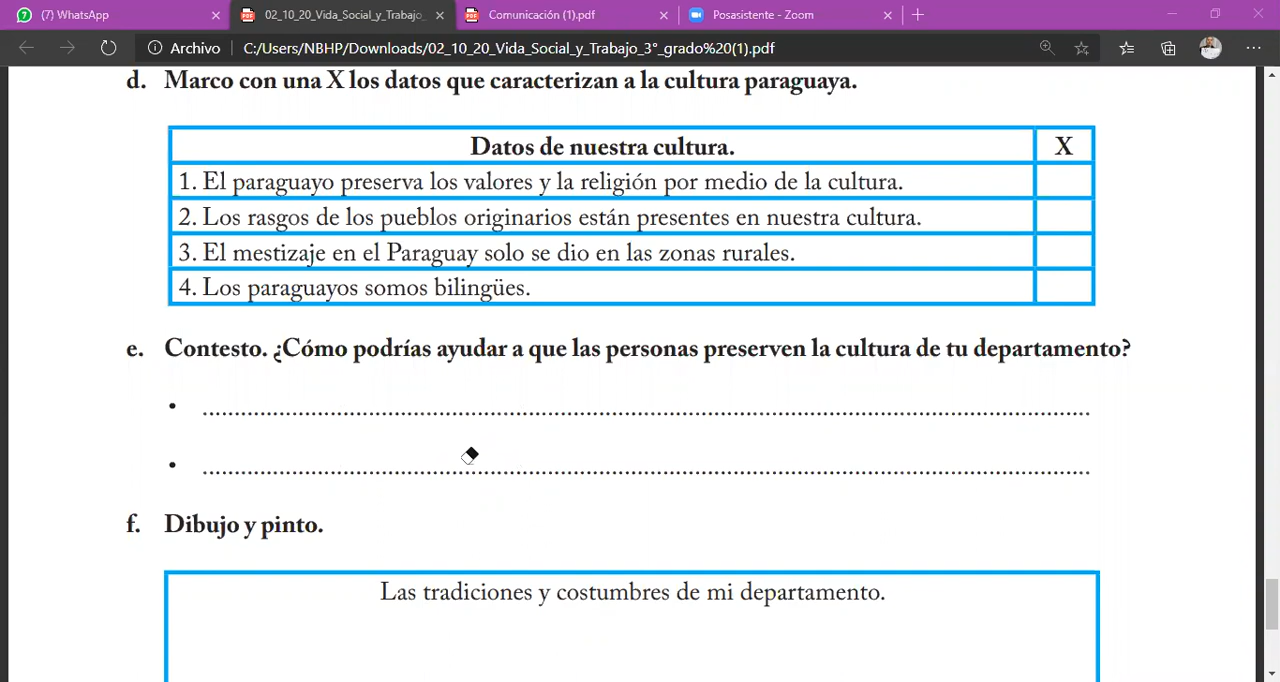 (7) WhatsApp
02_10_20_Vida_Social_y_Trabajo_
Comunicación (1).pdf
Posasistente - Zoom
Archivo
C:/Users/NBHP/Downloads/02_10_20_Vida_Social_y_Trabajo_3°_grado%20(1).pdf
d. Marco con una X los datos que caracterizan a la cultura paraguaya.
Datos de nuestra cultura. X
1. El paraguayo preserva los valores y la religión por medio de la cultura.
2. Los rasgos de los pueblos originarios están presentes en nuestra cultura.
3. El mestizaje en el Paraguay solo se dio en las zonas rurales.
4. Los paraguayos somos bilingües.
e. Contesto. ¿Cómo podrías ayudar a que las personas preserven la cultura de tu departamento?
f. Dibujo y pinto.
Las tradiciones y costumbres de mi departamento.